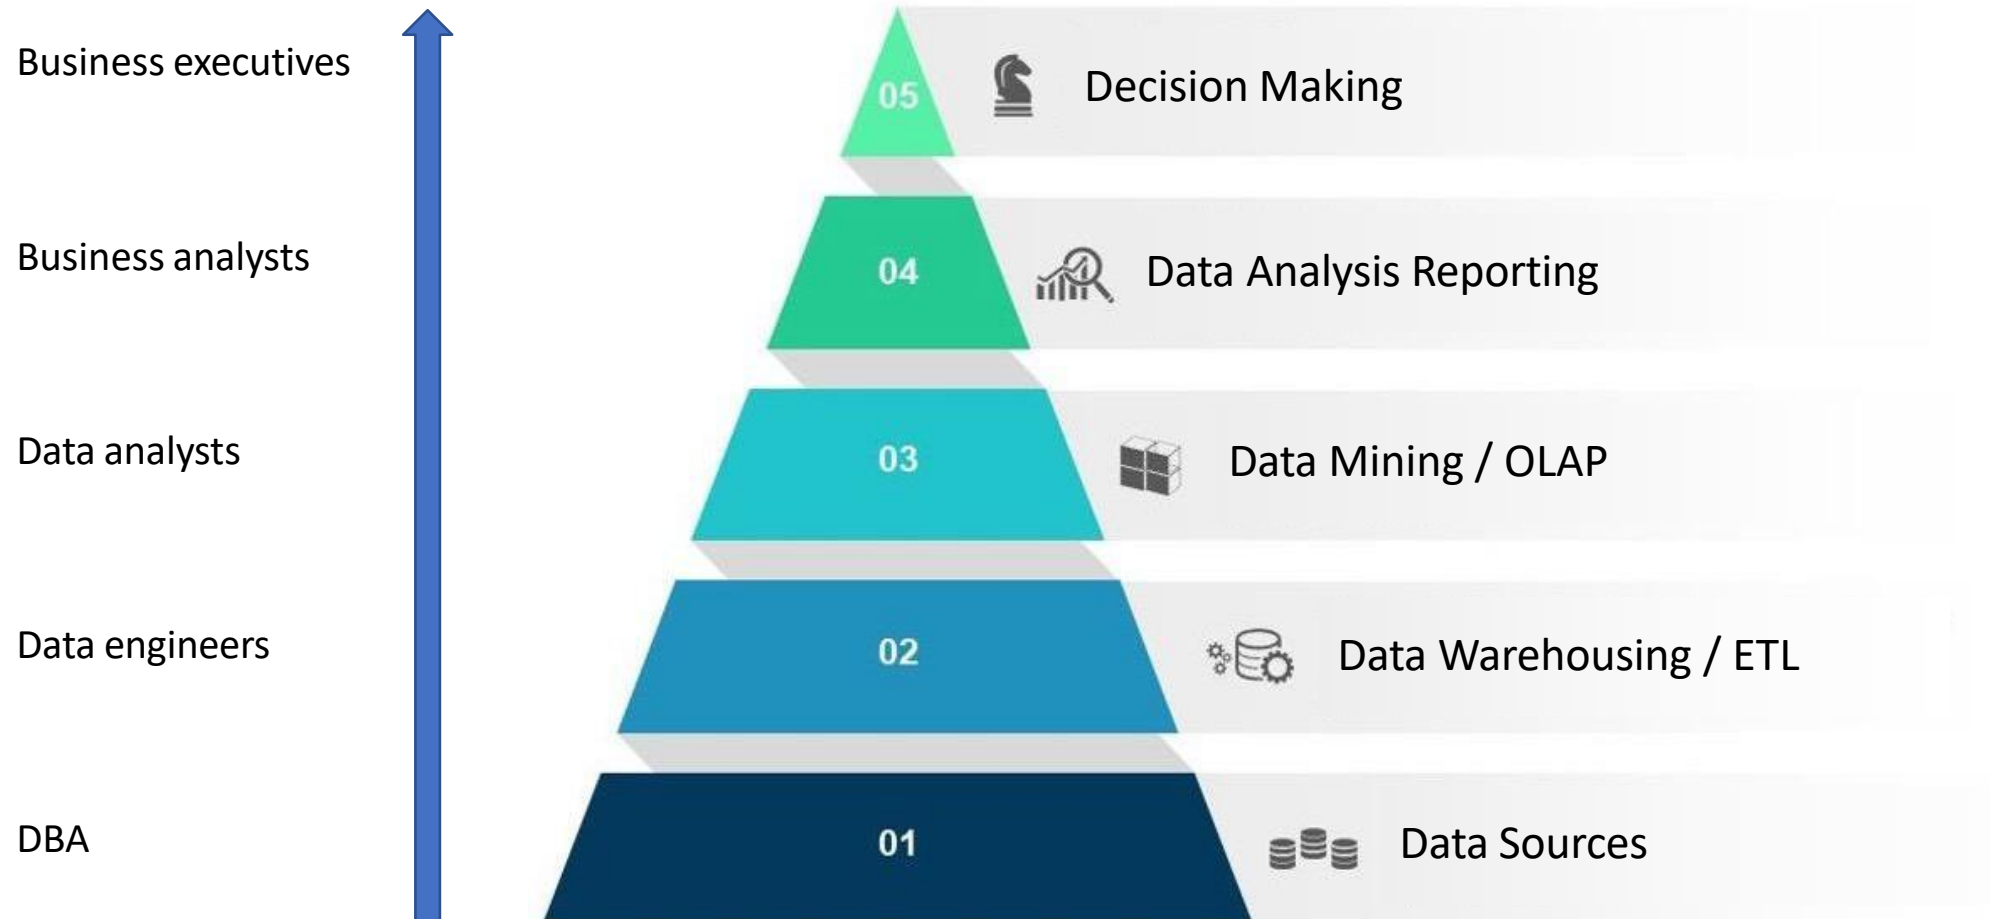 Business executives
05
Decision Making
Business analysts
04
Data Analysis Reporting
Data analysts
03
Data Mining / OLAP
Data engineers
02
Data Warehousing / ETL
DBA
01
Data Sources